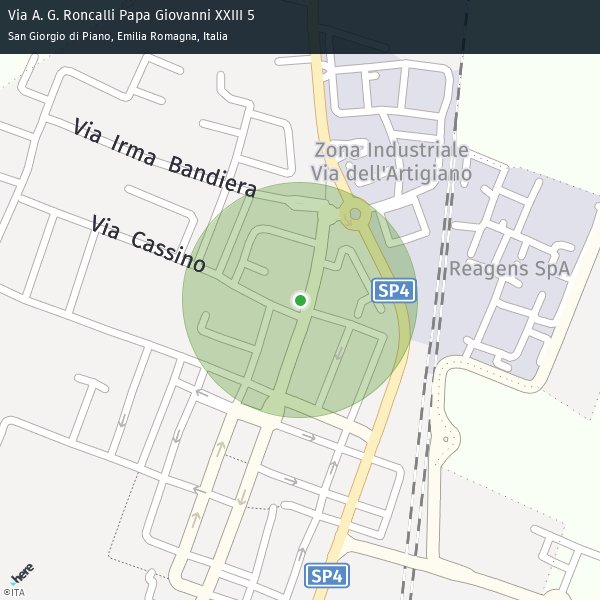 Via A. G. Roncalli Papa Giovanni XXIII 5
San Giorgio di Piano, Emilia Romagna, Italia
Via Irma Bandiera
Zona Industriale
Via dell'Artigiano
Via Cassino
Reagens SpA
SP4
SP4
here
©ITA